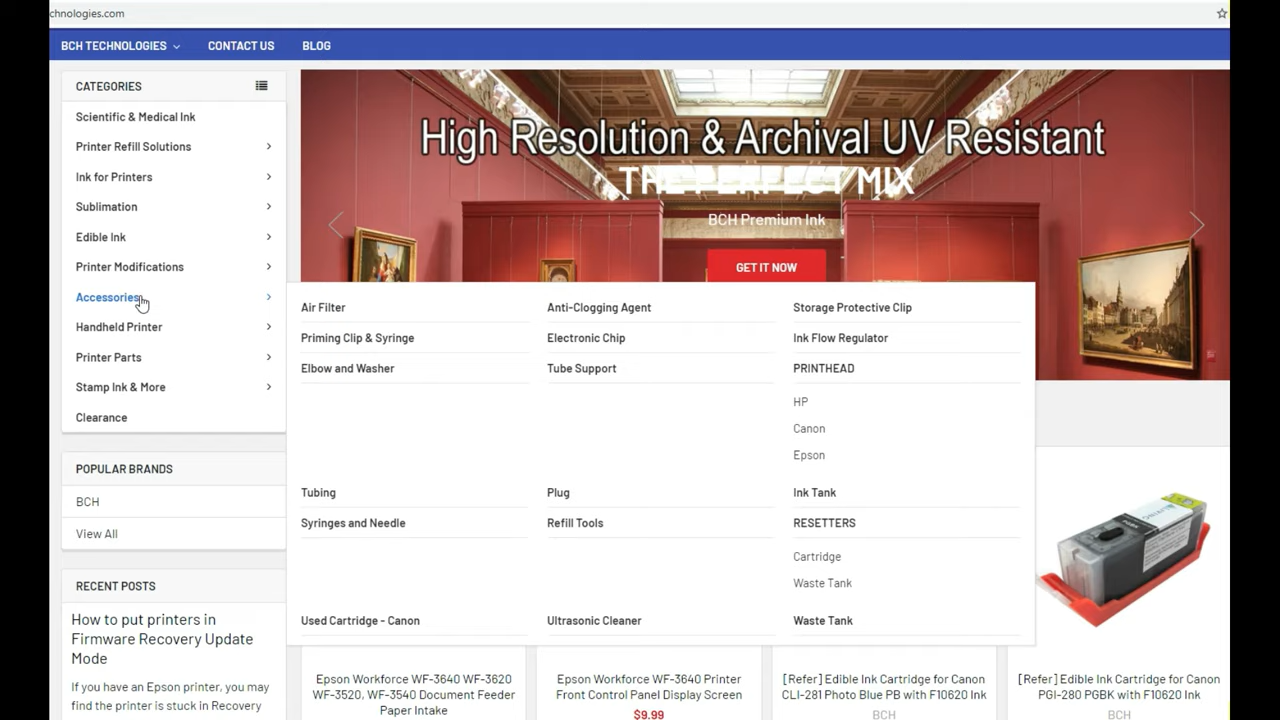 chnologies.com
BCH TECHNOLOGIES
CONTACT US
BLOG
CATEGORIES
Scientific & Medical Ink
Printer Refill Solutions
Ink for Printers
Sublimation
Edible Ink
Printer Modifications
Accessories
Handheld Printer
Printer Parts
Stamp Ink & More
Clearance
POPULAR BRANDS
BCH
View All
RECENT POSTS
How to put printers in
Firmware Recovery Update
Mode
If you have an Epson printer, you may
find the printer is stuck in Recovery
High Resolution & Archival UV Resistant
THE PERFECT MIX
BCH Premium Ink
GET IT NOW
Air Filter
Anti-Clogging Agent
Storage Protective Clip
Priming Clip & Syringe
Electronic Chip
Ink Flow Regulator
Elbow and Washer
Tube Support
PRINTHEAD
HP
Canon
Epson
Tubing
Plug
Ink Tank
Syringes and Needle
Refill Tools
RESETTERS
Cartridge
Waste Tank
Used Cartridge - Canon
Ultrasonic Cleaner
Waste Tank
Epson Workforce WF-3640 WF-3620
WF-3520, WF-3540 Document Feeder
Paper Intake
Epson Workforce WF-3640 Printer
Front Control Panel Display Screen
$9.99
[Refer] Edible Ink Cartridge for Canon
CLI-281 Photo Blue PB with F10620 Ink
BCH
[Refer] Edible Ink Cartridge for Canon
PGI-280 PGBK with F10620 Ink
BCH